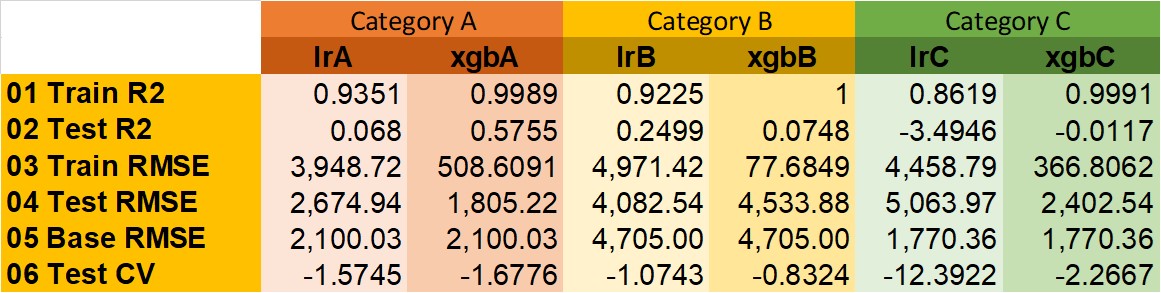 Category A Category B Category C
lrA xgbA lrB xgbB lrC xgbC
01 Train R2 0.9351 0.9989 0.9225 1 0.8619 0.9991
02 Test R2 0.068 0.5755 0.2499 0.0748 -3.4946 -0.0117
03 Train RMSE 3,948.72 508.6091 4,971.42 77.6849 4,458.79 366.8062
04 Test RMSE 2,674.94 1,805.22 4,082.54 4,533.88 5,063.97 2,402.54
05 Base RMSE 2,100.03 2,100.03 4,705.00 4,705.00 1,770.36 1,770.36
06 Test CV -1.5745 -1.6776 -1.0743 -0.8324 -12.3922 -2.2667